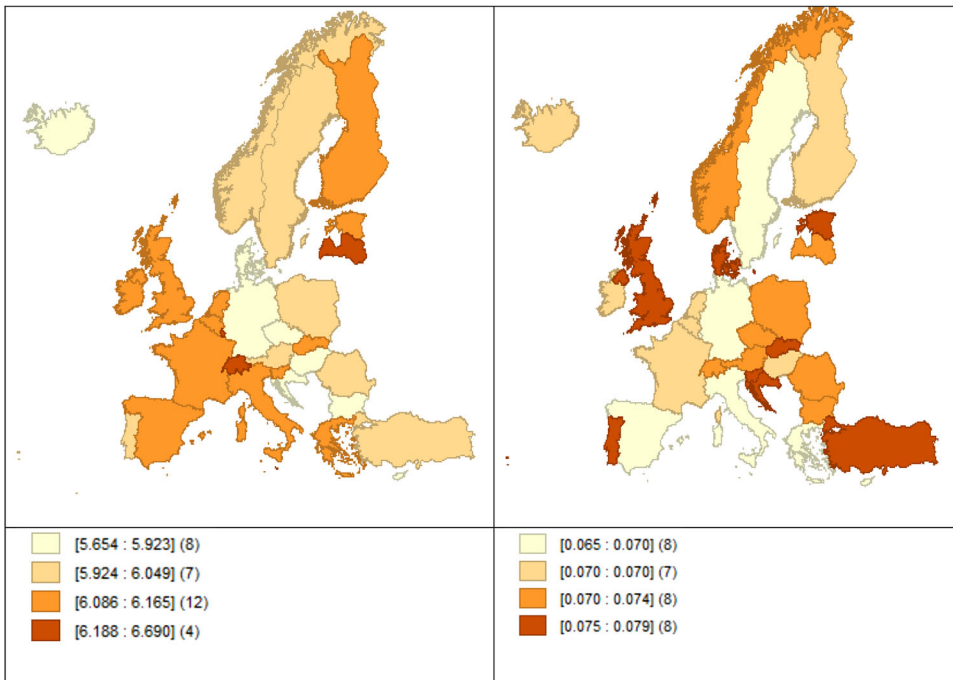 [5.654 : 5.923] (8)
[5.924 : 6.049] (7)
[6.086 : 6.165] (12)
[6.188 : 6.690] (4)
[0.065 : 0.070] (8)
[0.070 : 0.070] (7)
[0.070 : 0.074] (8)
[0.075 : 0.079] (8)